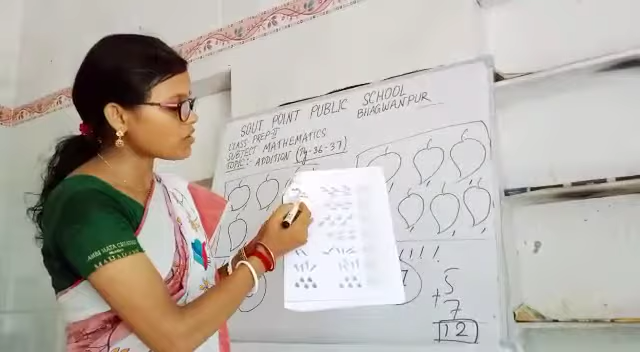 SOUT POINT PUBLIC SCHOOL
BHAGWANPUR
CLASS PREP-II
SUBJECT MATHEMATICS
TOPIC:- ADDITION (Pg-36-37)
5
+ 7
12